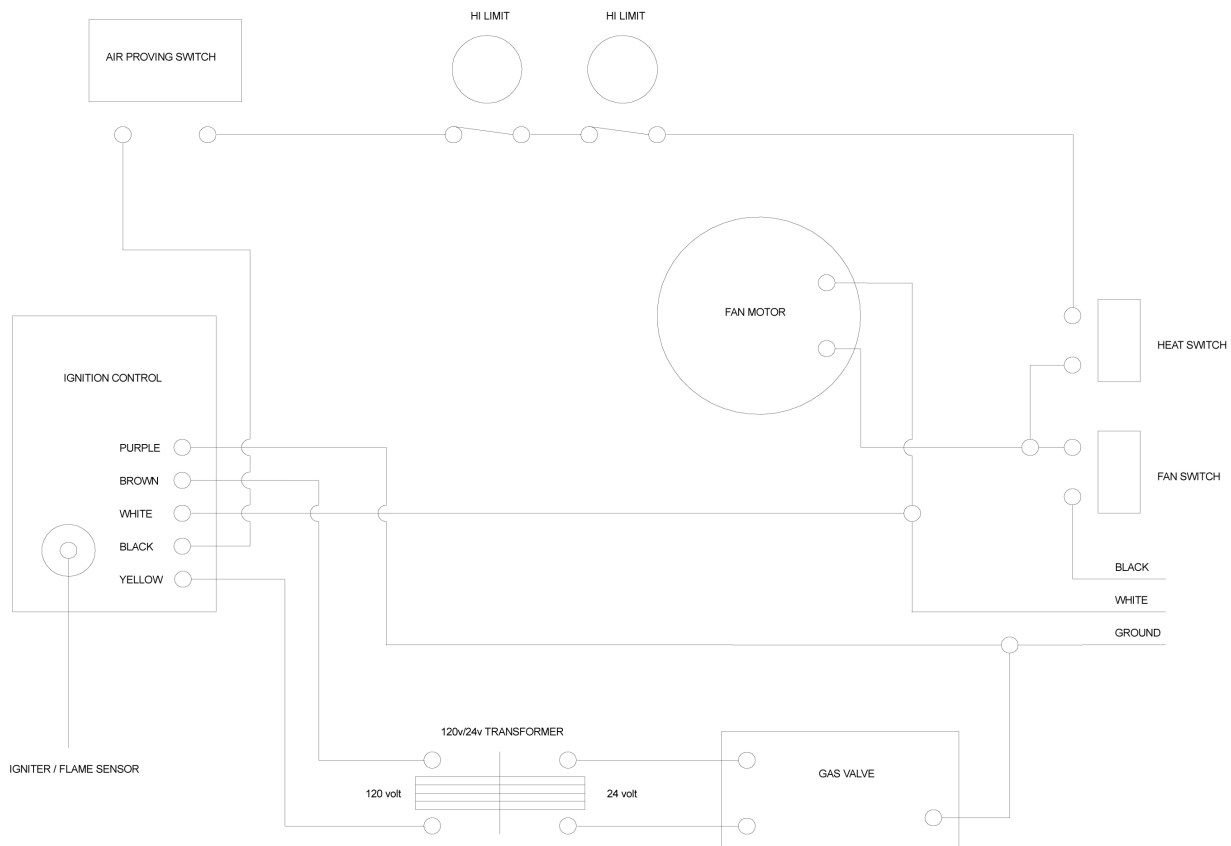 HI LIMIT
HI LIMIT
AIR PROVING SWITCH
FAN MOTOR
HEAT SWITCH
IGNITION CONTROL
PURPLE
BROWN
WHITE
BLACK
YELLOW
FAN SWITCH
BLACK
WHITE
GROUND
120v/24v TRANSFORMER
IGNITER / FLAME SENSOR
120 volt
24 volt
GAS VALVE